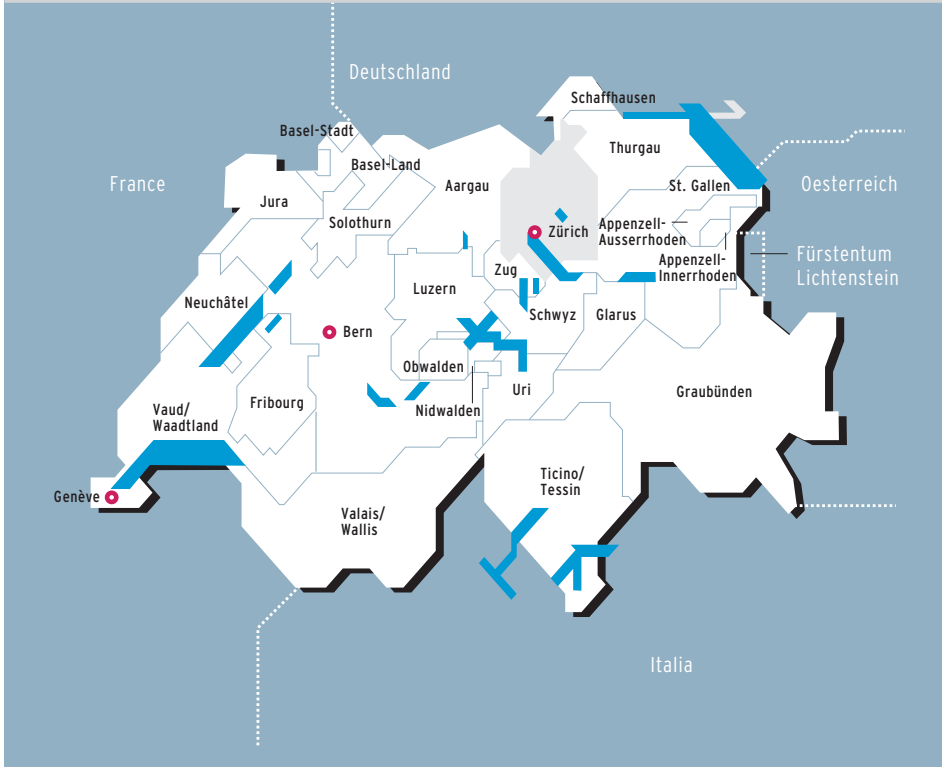 Deutschland
Schaffhausen
Basel-Stadt
Thurgau
Basel-Land
France
Aargau
St. Gallen
Oesterreich
Jura
Solothurn
Appenzell-
Ausserrhoden
Zürich
Appenzell-
Innerrhoden
Fürstentum
Lichtenstein
Zug
Luzern
Neuchâtel
Schwyz
Glarus
Bern
Obwalden
Uri
Graubünden
Nidwalden
Fribourg
Vaud/
Waadtland
Ticino/
Tessin
Genève
Valais/
Wallis
Italia